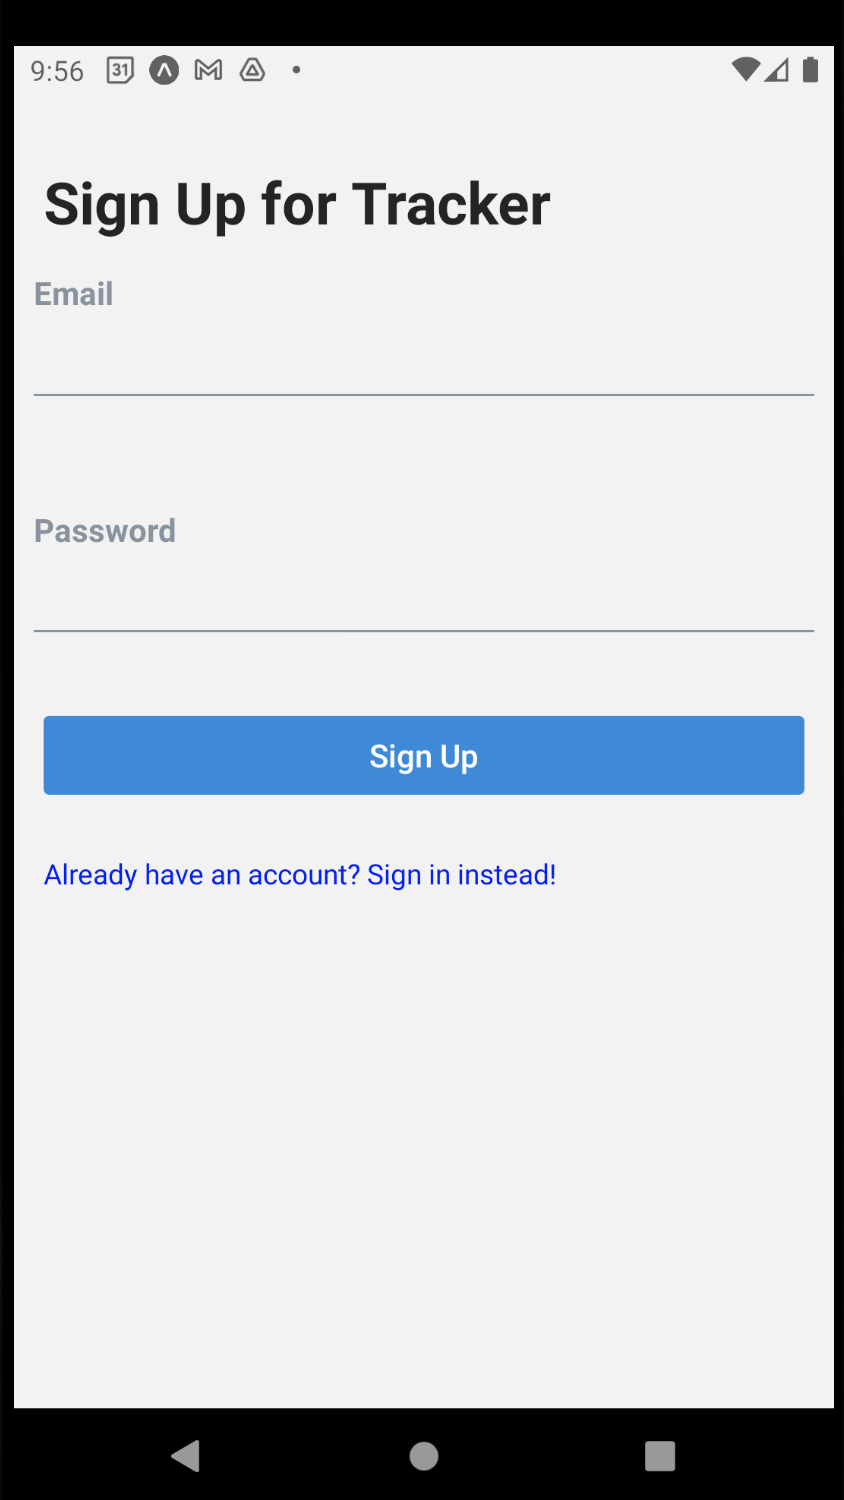 9:56 31
Sign Up for Tracker
Email
Password
Sign Up
Already have an account? Sign in instead!